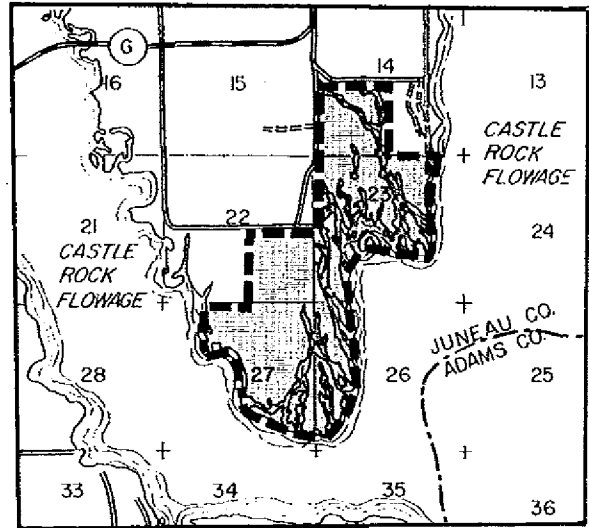 G
16
15
14
13
CASTLE
ROCK
FLOWAGE
21
22
23
24
CASTLE
ROCK
FLOWAGE
JUNEAU CO.
ADAMS CO.
28
27
26
25
33
34
35
36